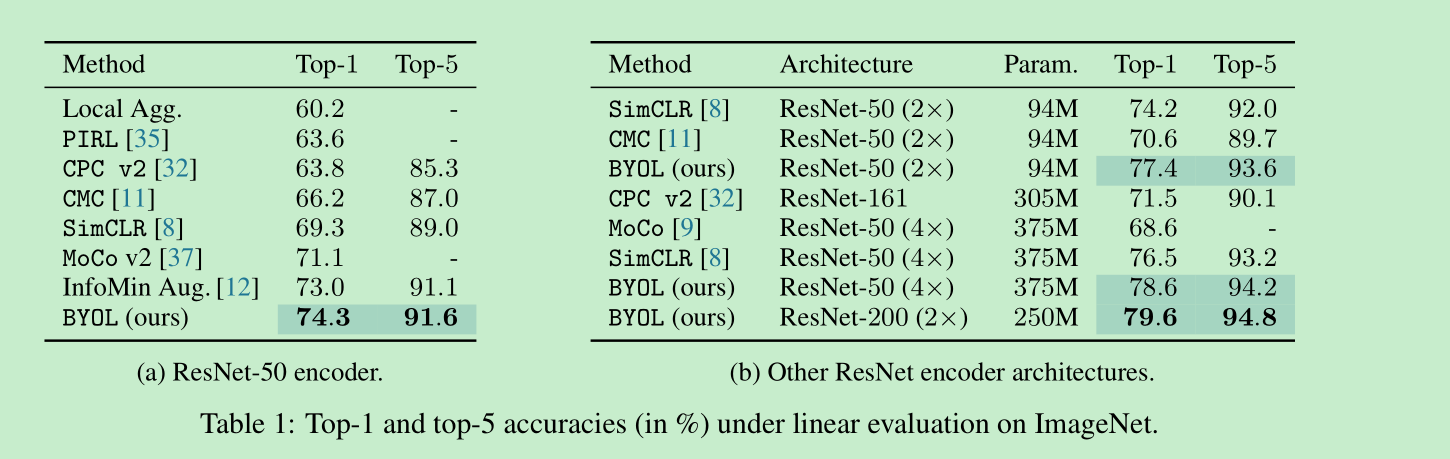 Method Top-1 Top-5
Local Agg. 60.2 -
PIRL [35] 63.6 -
CPC v2 [32] 63.8 85.3
CMC [11] 66.2 87.0
SimCLR [8] 69.3 89.0
MoCo v2 [37] 71.1 -
InfoMin Aug. [12] 73.0 91.1
BYOL (ours) 74.3 91.6
(a) ResNet-50 encoder.
Method Architecture Param. Top-1 Top-5
SimCLR [8] ResNet-50 (2×) 94M 74.2 92.0
CMC [11] ResNet-50 (2×) 94M 70.6 89.7
BYOL (ours) ResNet-50 (2×) 94M 77.4 93.6
CPC v2 [32] ResNet-161 305M 71.5 90.1
MoCo [9] ResNet-50 (4×) 375M 68.6 -
SimCLR [8] ResNet-50 (4×) 375M 76.5 93.2
BYOL (ours) ResNet-50 (4×) 375M 78.6 94.2
BYOL (ours) ResNet-200 (2×) 250M 79.6 94.8
(b) Other ResNet encoder architectures.
Table 1: Top-1 and top-5 accuracies (in %) under linear evaluation on ImageNet.